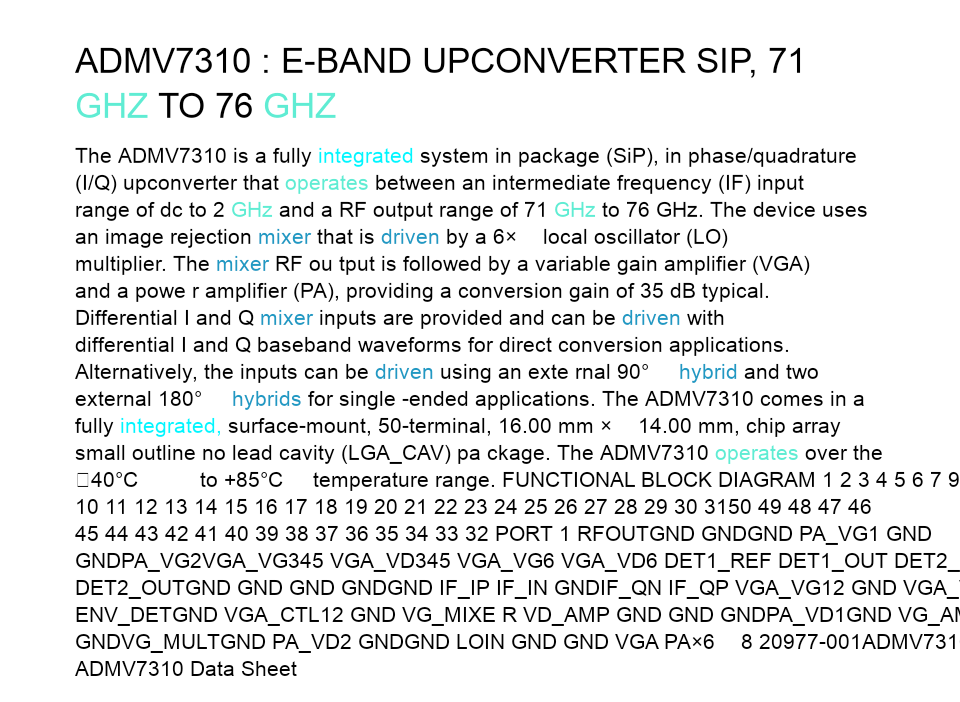 ADMV7310 : E-BAND UPCONVERTER SIP, 71
GHZ TO 76 GHZ
The ADMV7310 is a fully integrated system in package (SiP), in phase/quadrature
(I/Q) upconverter that operates between an intermediate frequency (IF) input
range of dc to 2 GHz and a RF output range of 71 GHz to 76 GHz. The device uses
an image rejection mixer that is driven by a 6× local oscillator (LO)
multiplier. The mixer RF ou tput is followed by a variable gain amplifier (VGA)
and a powe r amplifier (PA), providing a conversion gain of 35 dB typical.
Differential I and Q mixer inputs are provided and can be driven with
differential I and Q baseband waveforms for direct conversion applications.
Alternatively, the inputs can be driven using an exte rnal 90° hybrid and two
external 180° hybrids for single -ended applications. The ADMV7310 comes in a
fully integrated, surface-mount, 50-terminal, 16.00 mm × 14.00 mm, chip array
small outline no lead cavity (LGA_CAV) pa ckage. The ADMV7310 operates over the
40°C to +85°C temperature range. FUNCTIONAL BLOCK DIAGRAM 1 2 3 4 5 6 7 9
10 11 12 13 14 15 16 17 18 19 20 21 22 23 24 25 26 27 28 29 30 3150 49 48 47 46
45 44 43 42 41 40 39 38 37 36 35 34 33 32 PORT 1 RFOUTGND GNDGND PA_VG1 GND
GNDPA_VG2VGA_VG345 VGA_VD345 VGA_VG6 VGA_VD6 DET1_REF DET1_OUT DET2_
DET2_OUTGND GND GND GNDGND IF_IP IF_IN GNDIF_QN IF_QP VGA_VG12 GND VGA_
ENV_DETGND VGA_CTL12 GND VG_MIXE R VD_AMP GND GND GNDPA_VD1GND VG_AM
GNDVG_MULTGND PA_VD2 GNDGND LOIN GND GND VGA PA×6 8 20977-001ADMV731
ADMV7310 Data Sheet